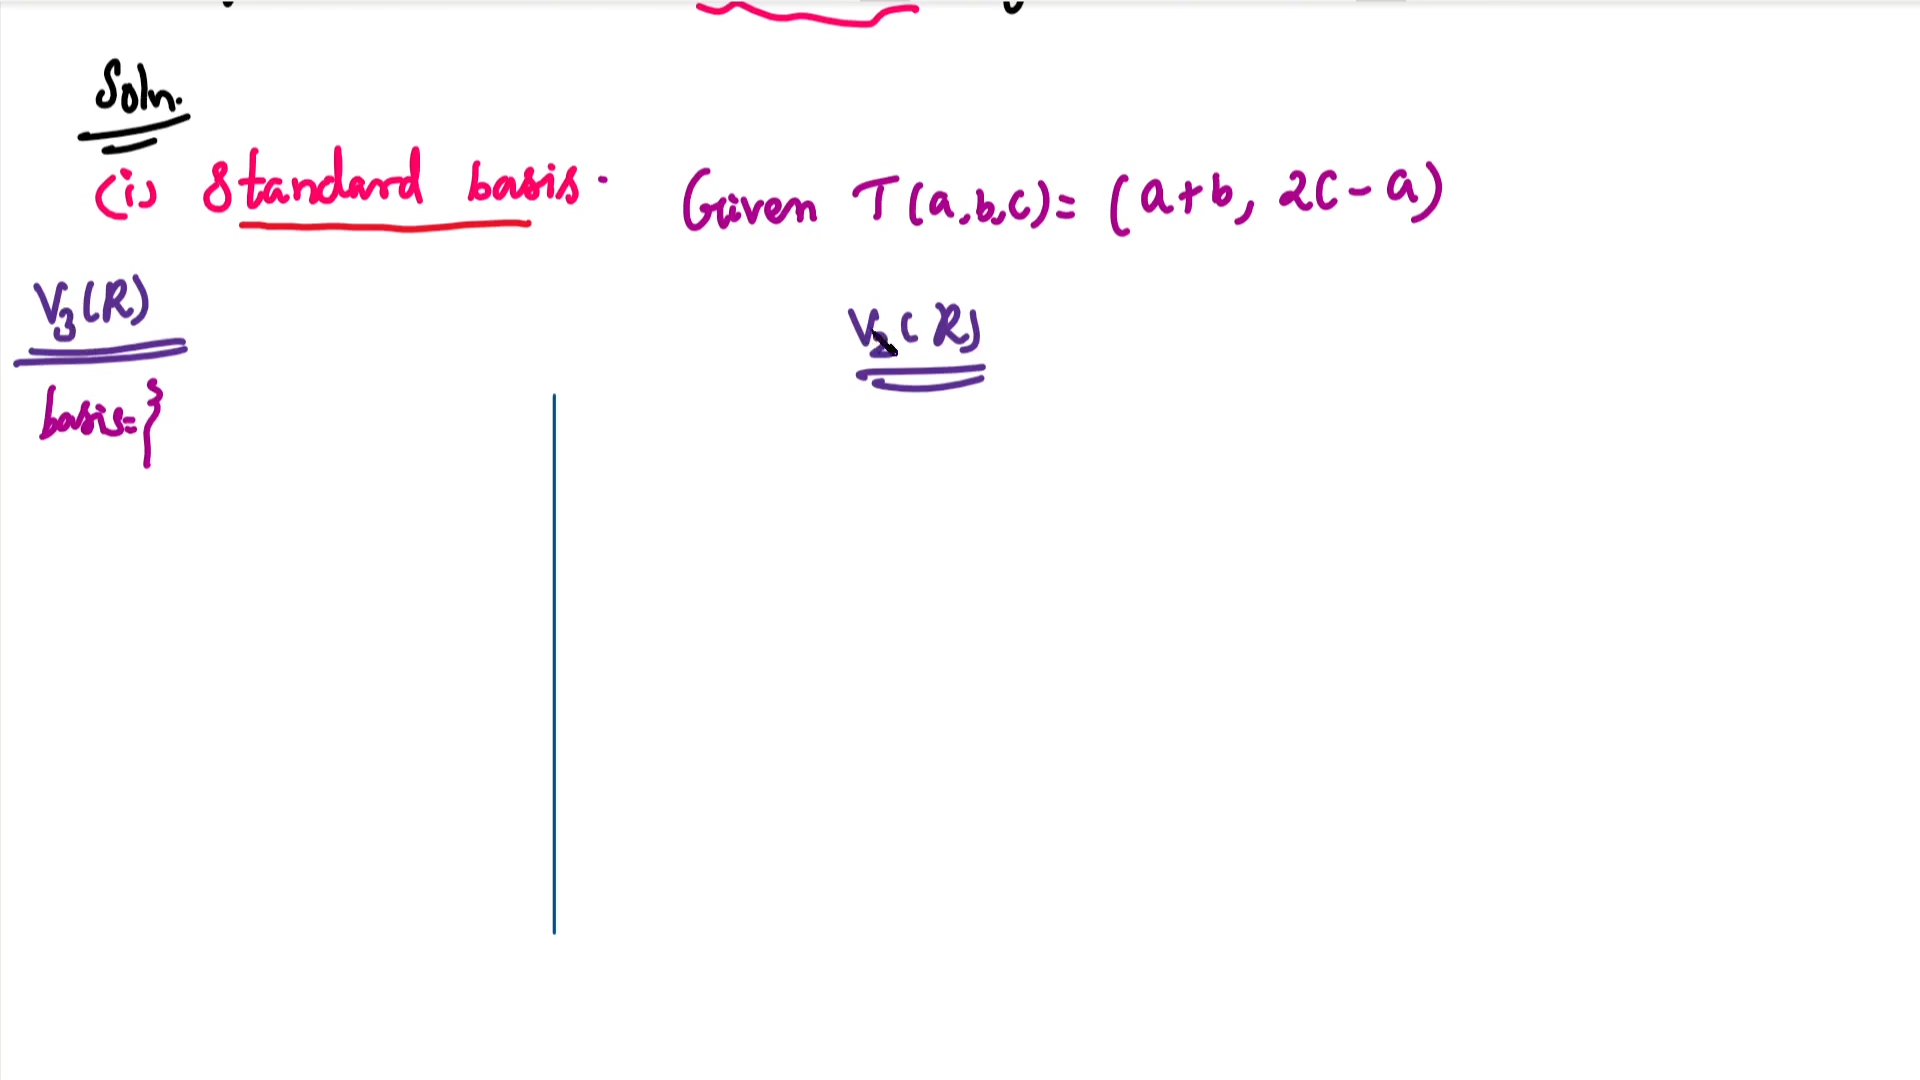 Soln.
(i) Standard basis. Given T(a,b,c)= (a+b, 2c-a)
V₃(R)
V₂(R)
basis={